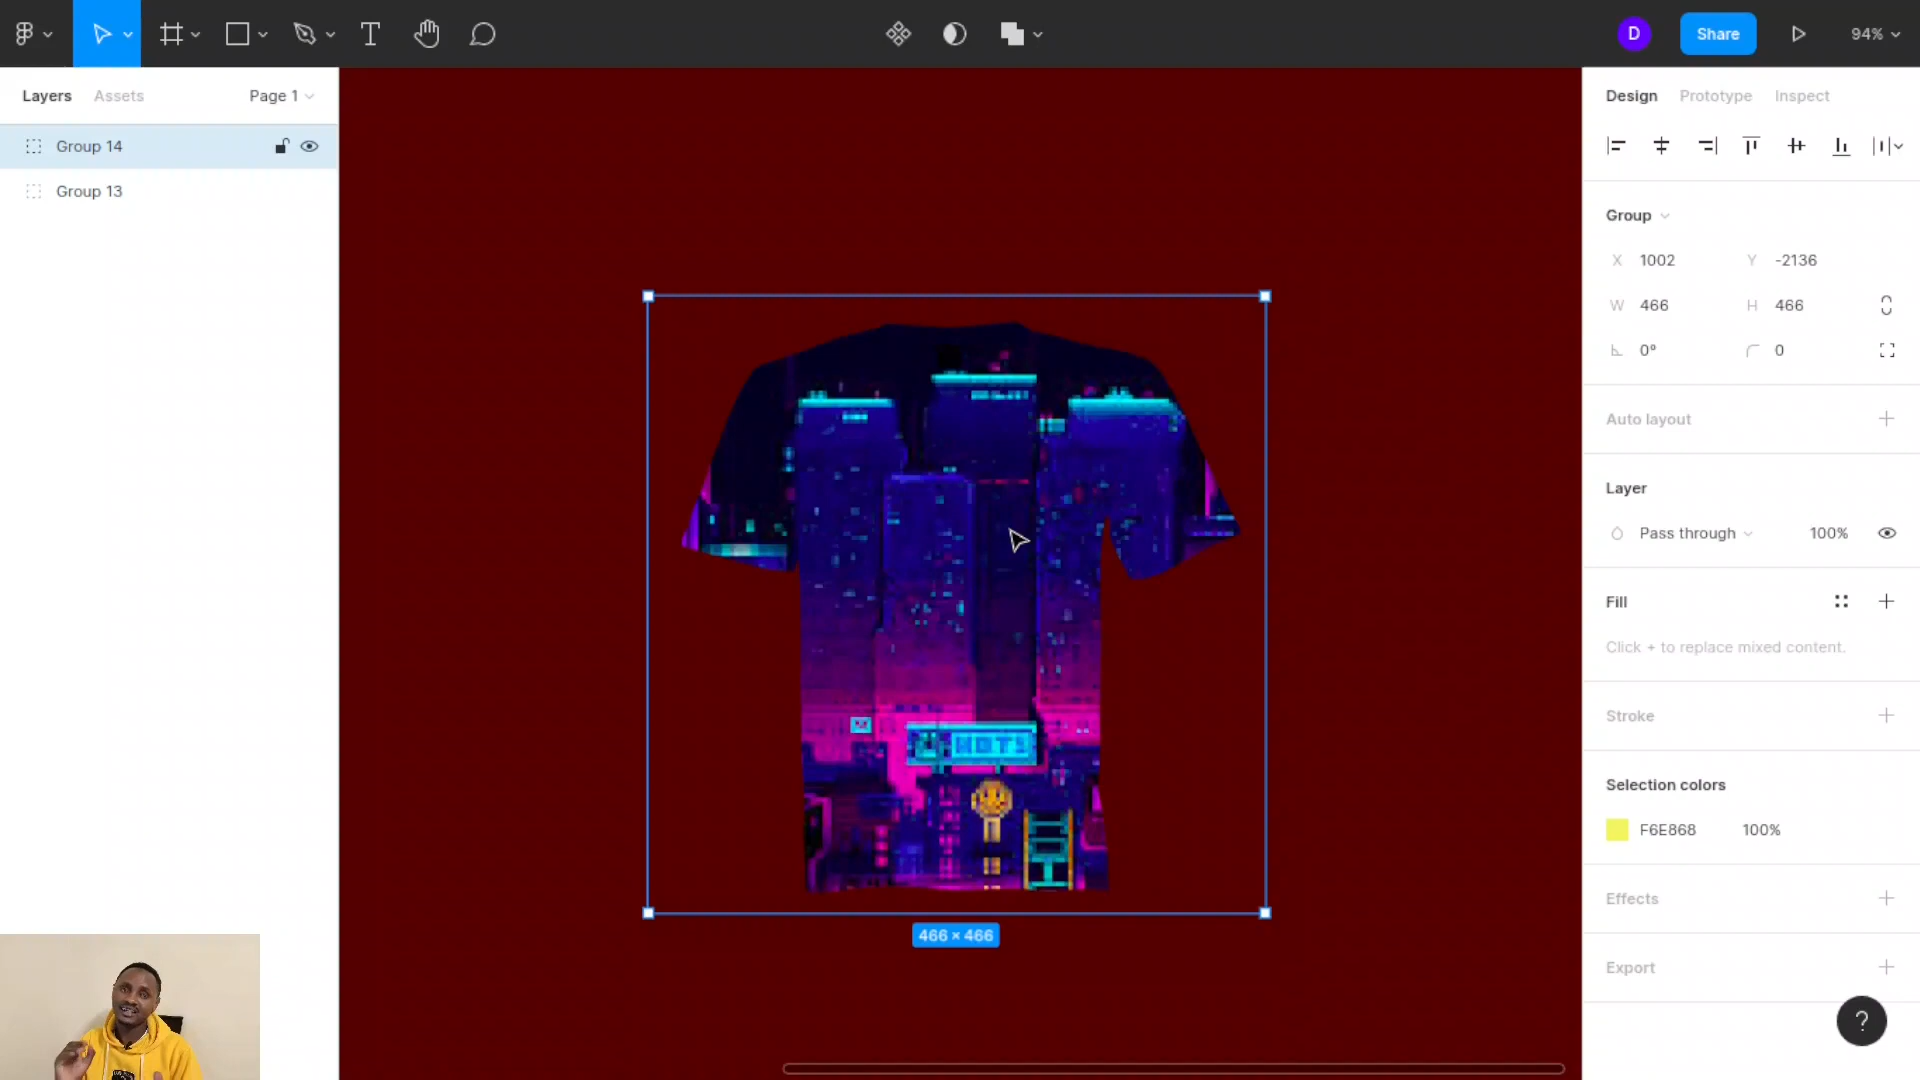 D
Share
94%
Layers
Assets
Page 1
Design
Prototype
Inspect
Group 14
Group 13
Group
X 1002
Y -2136
W 466
H 466
0°
0
Auto layout
Layer
Pass through
100%
Fill
Click + to replace mixed content.
Stroke
Selection colors
F6E868
100%
Effects
Export
466 × 466
?